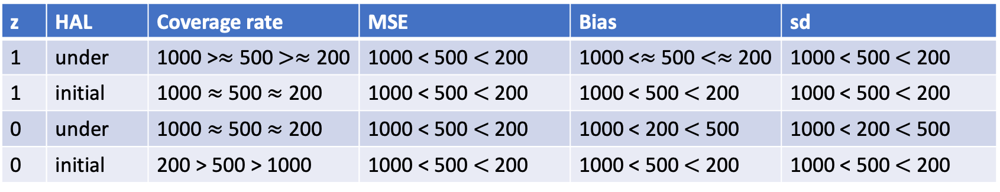 z HAL Coverage rate MSE Bias sd
1 under 1000 >≈ 500 >≈ 200 1000 < 500 < 200 1000 <≈ 500 <≈ 200 1000 < 500 < 200
1 initial 1000 ≈ 500 ≈ 200 1000 < 500 < 200 1000 < 500 < 200 1000 < 500 < 200
0 under 1000 ≈ 500 ≈ 200 1000 < 500 < 200 1000 < 200 < 500 1000 < 200 < 500
0 initial 200 > 500 > 1000 1000 < 500 < 200 1000 < 500 < 200 1000 < 500 < 200